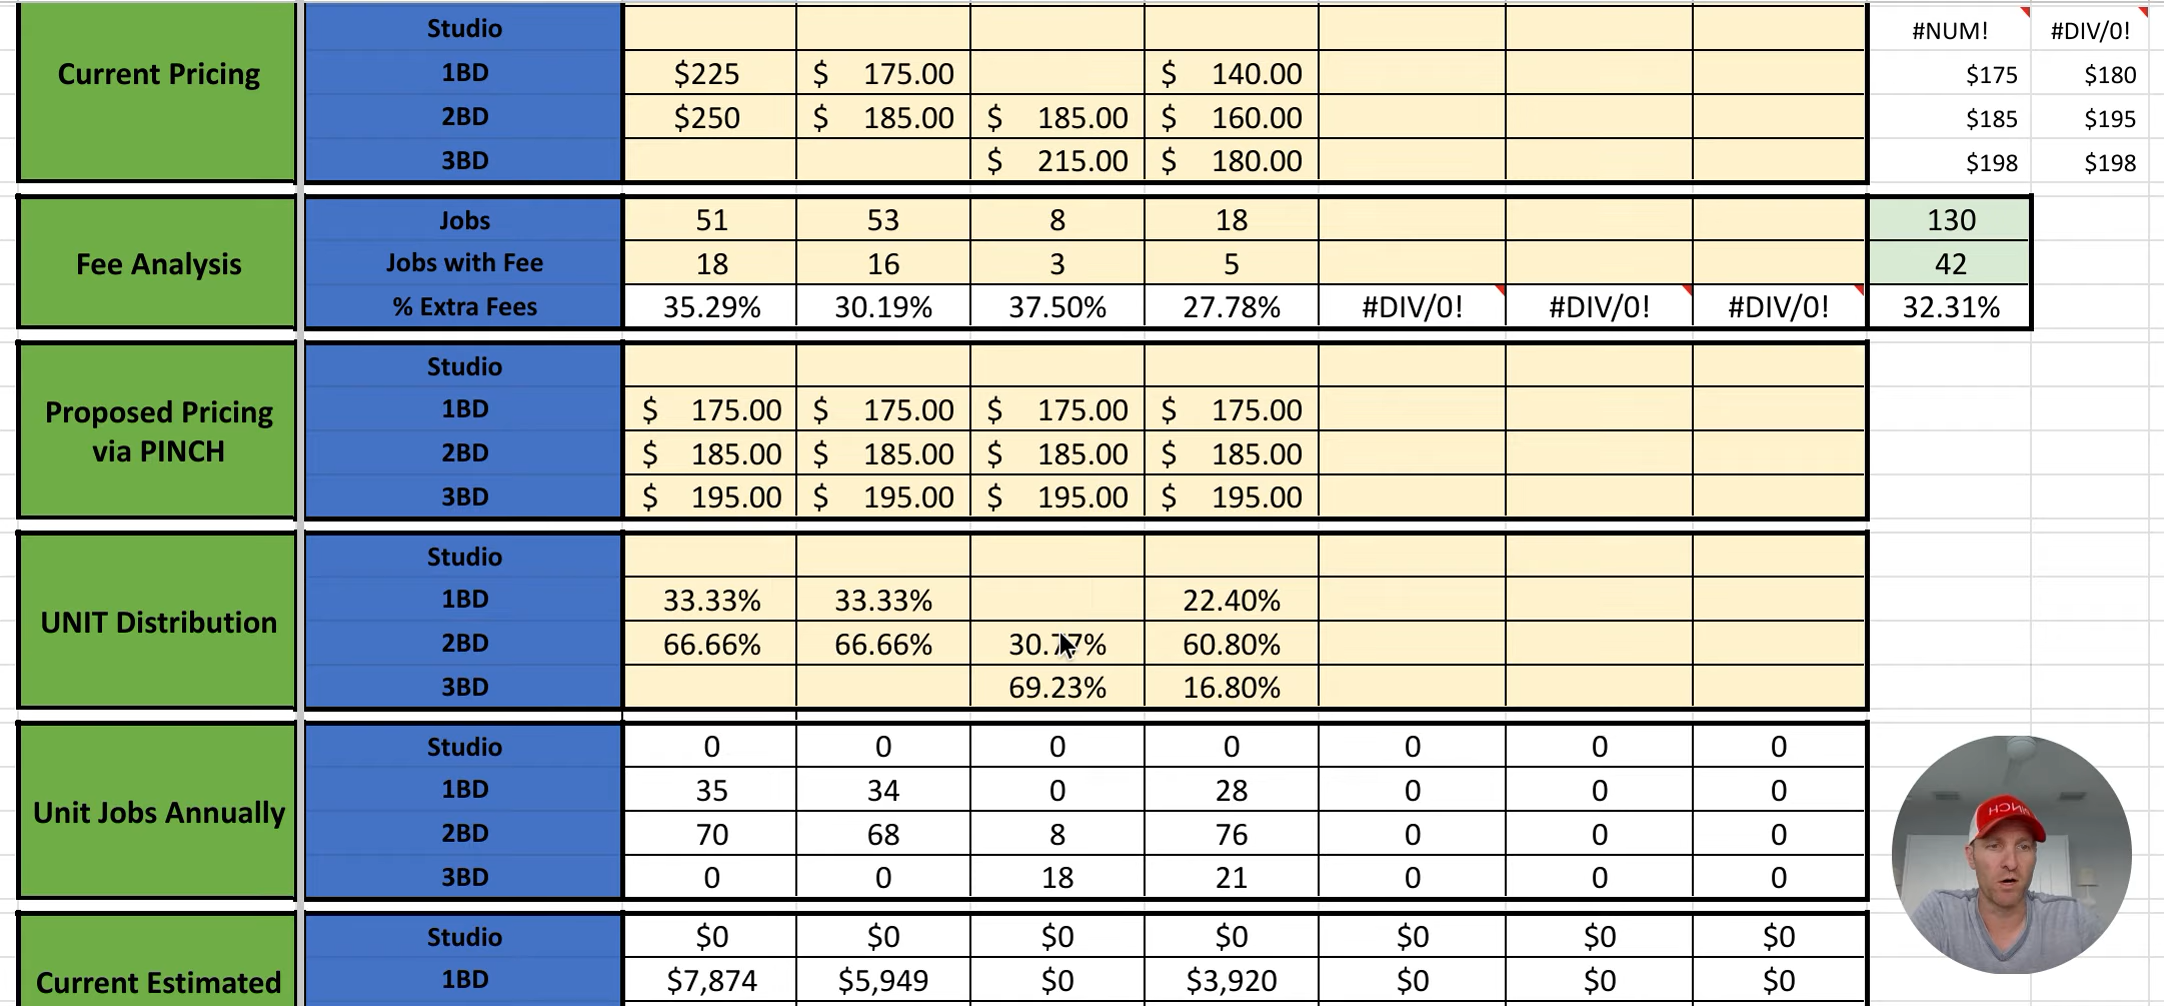 Studio #NUM! #DIV/0!
Current Pricing
1BD $225 $ 175.00 $ 140.00 $175 $180
2BD $250 $ 185.00 $ 185.00 $ 160.00 $185 $195
3BD $ 215.00 $ 180.00 $198 $198
Fee Analysis
Jobs 51 53 8 18 130
Jobs with Fee 18 16 3 5 42
% Extra Fees 35.29% 30.19% 37.50% 27.78% #DIV/0! #DIV/0! #DIV/0! 32.31%
Proposed Pricing
via PINCH
Studio
1BD $ 175.00 $ 175.00 $ 175.00 $ 175.00
2BD $ 185.00 $ 185.00 $ 185.00 $ 185.00
3BD $ 195.00 $ 195.00 $ 195.00 $ 195.00
UNIT Distribution
Studio
1BD 33.33% 33.33% 22.40%
2BD 66.66% 66.66% 30.77% 60.80%
3BD 69.23% 16.80%
Unit Jobs Annually
Studio 0 0 0 0 0 0 0
1BD 35 34 0 28 0 0 0
2BD 70 68 8 76 0 0 0
3BD 0 0 18 21 0 0 0
Current Estimated
Studio $0 $0 $0 $0 $0 $0 $0
1BD $7,874 $5,949 $0 $3,920 $0 $0 $0
PINCH